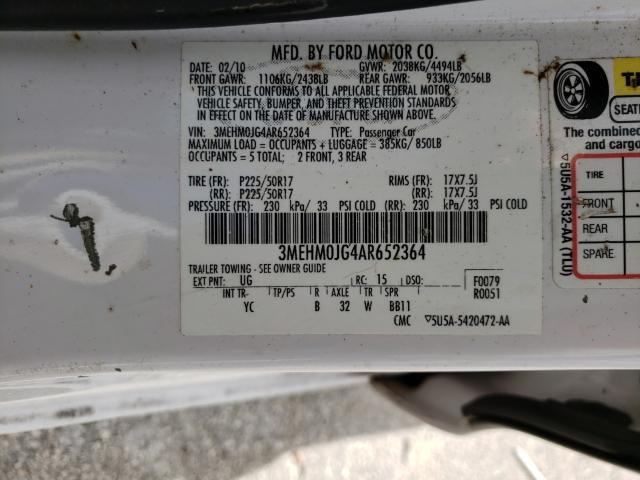 MFD. BY FORD MOTOR CO.
DATE: 02/10 GVWR: 2038KG/4494LB
FRONT GAWR: 1106KG/2438LB REAR GAWR: 933KG/2056LB
THIS VEHICLE CONFORMS TO ALL APPLICABLE FEDERAL MOTOR
VEHICLE SAFETY, BUMPER, AND THEFT PREVENTION STANDARDS
IN EFFECT ON THE DATE OF MANUFACTURE SHOWN ABOVE.
VIN: 3MEHM0JG4AR652364 TYPE: Passenger Car
MAXIMUM LOAD = OCCUPANTS + LUGGAGE = 385KG/ 850LB
OCCUPANTS = 5 TOTAL; 2 FRONT, 3 REAR
TIRE (FR): P225/50R17 RIMS (FR): 17X7.5J
(RR): P225/50R17 (RR): 17X7.5J
PRESSURE (FR): 230 kPa/ 33 PSI COLD (RR): 230 kPa/ 33 PSI COLD
3MEHM0JG4AR652364
TRAILER TOWING - SEE OWNER GUIDE
EXT PNT: UG RC: 15 DSO: F0079
INT TR TP/PS R AXLE TR SPR R0051
YC B 32 W BB11
CMC ▽5U5A-5420472-AA
SEATI
The combined
and cargo
TIRE
FRONT
REAR
SPARE
▽5U5A-1532-AA (TLU)